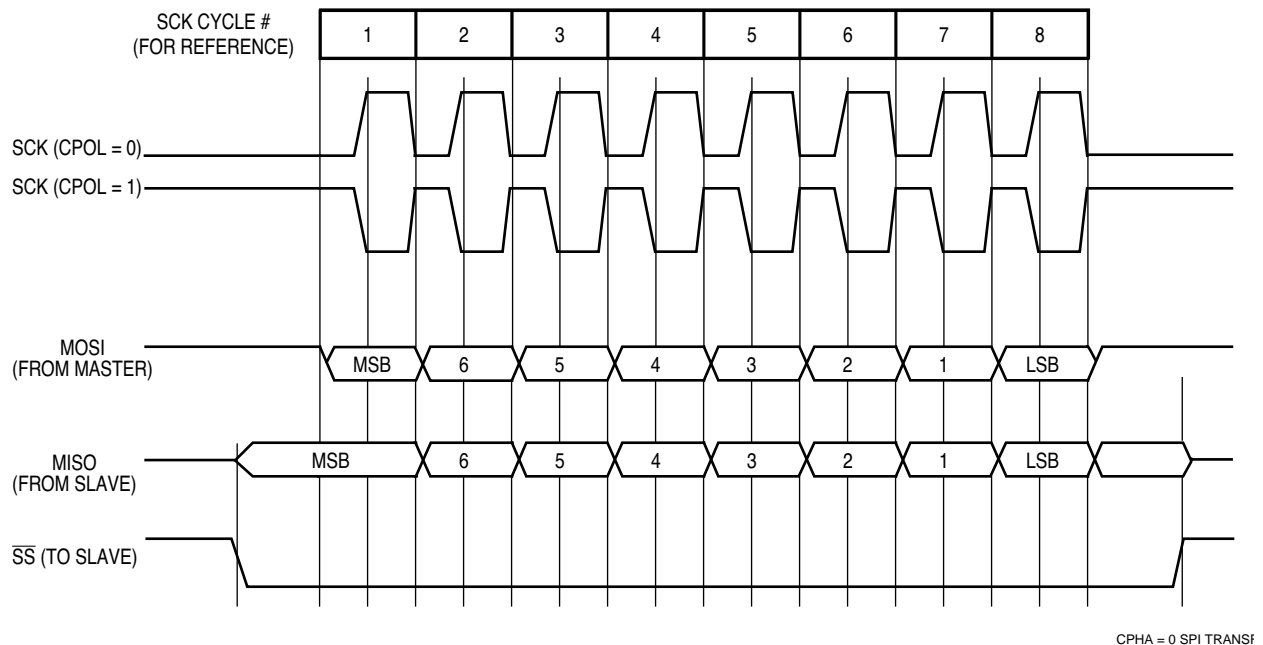 SCK CYCLE #
(FOR REFERENCE)
1 2 3 4 5 6 7 8
SCK (CPOL = 0)
SCK (CPOL = 1)
MOSI
(FROM MASTER)
MSB 6 5 4 3 2 1 LSB
MISO
(FROM SLAVE)
MSB 6 5 4 3 2 1 LSB
SS (TO SLAVE)
CPHA = 0 SPI